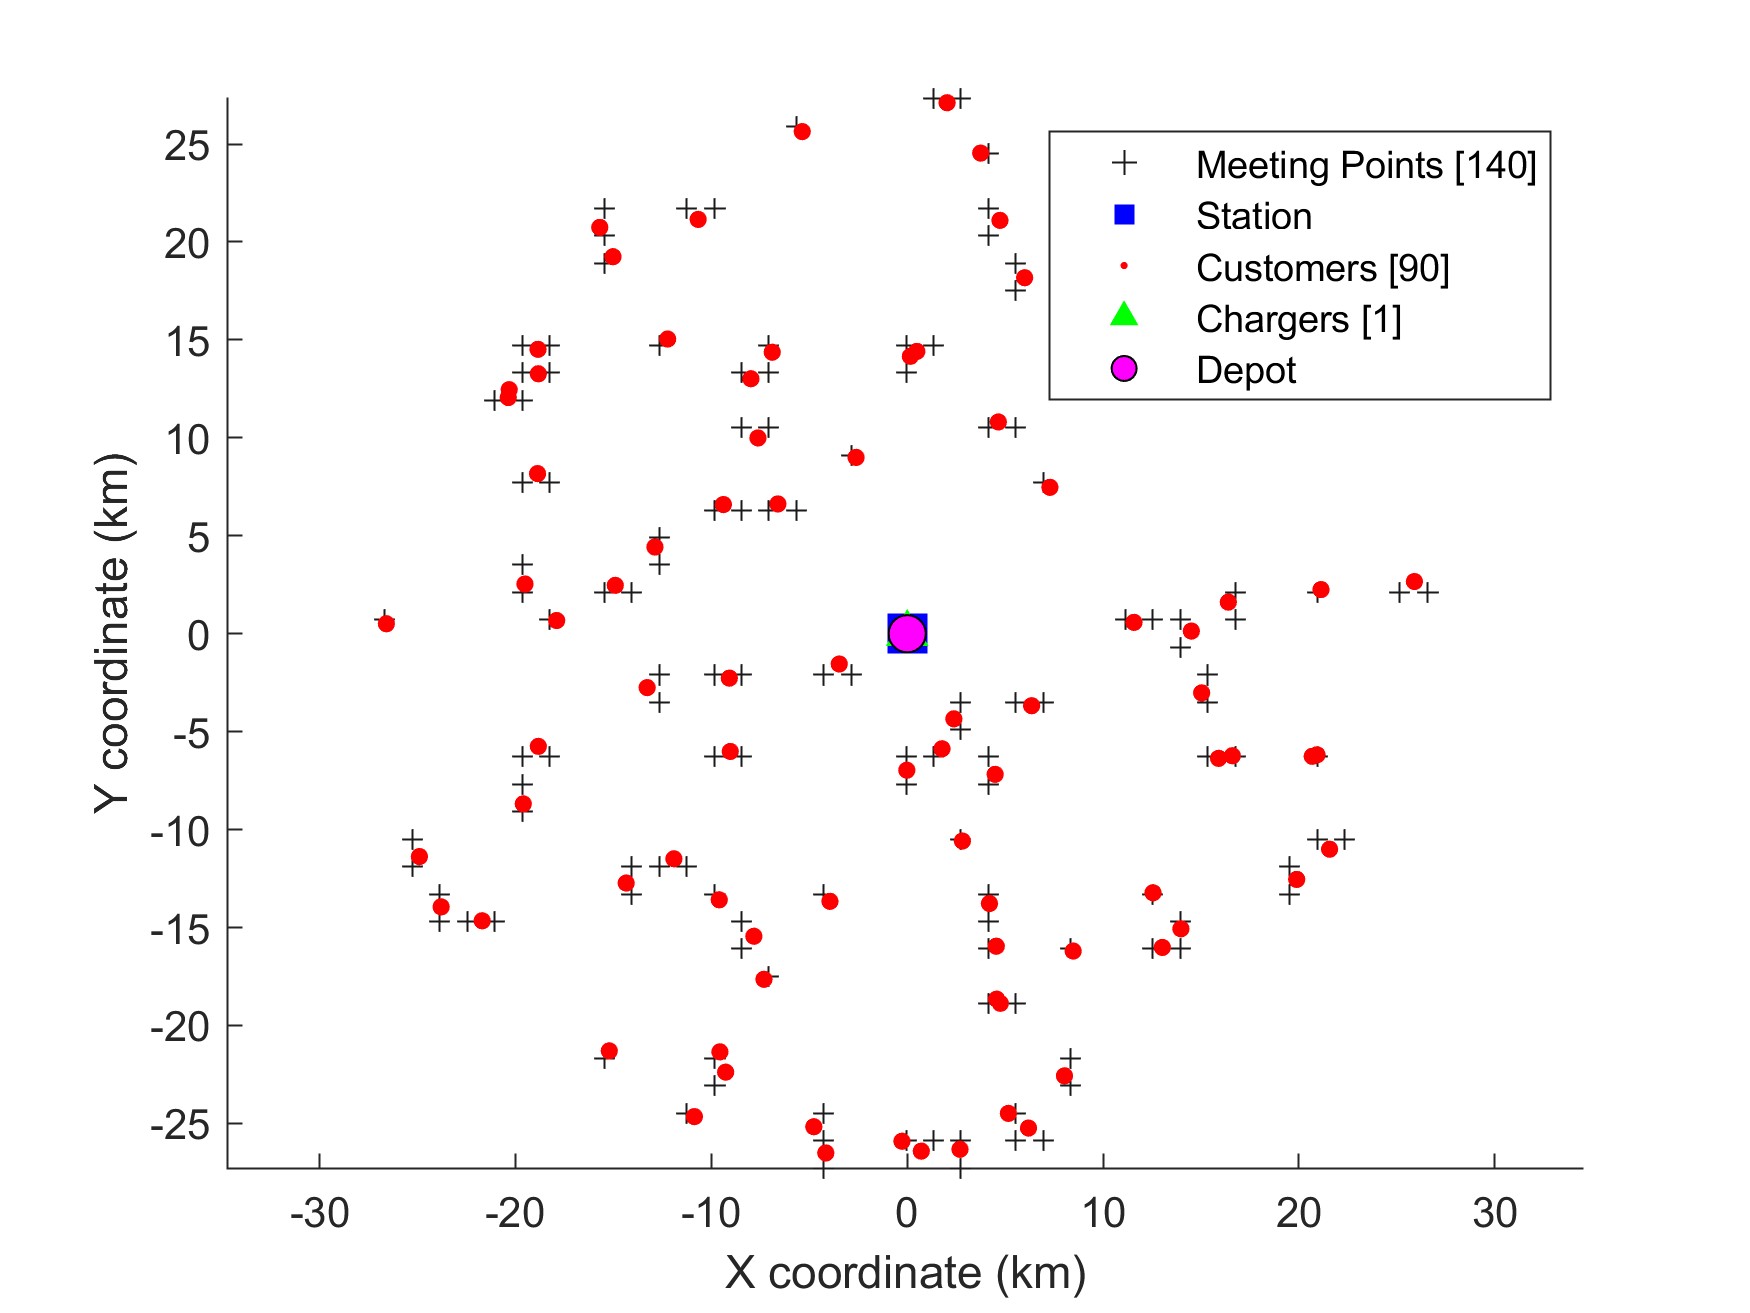 25
20
15
10
5
0
-5
-10
-15
-20
-25
Y coordinate (km)
-30
-20
-10
0
10
20
30
X coordinate (km)
Meeting Points [140]
Station
Customers [90]
Chargers [1]
Depot